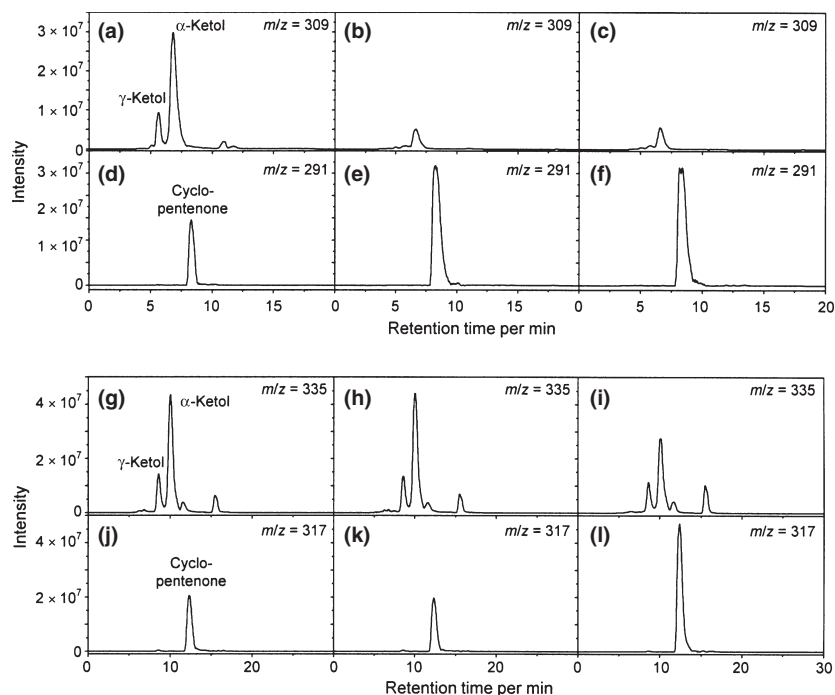 (a) α-Ketol m/z = 309 (b) m/z = 309 (c) m/z = 309
γ-Ketol
3 x 10⁷
2 x 10⁷
1 x 10⁷
0
Intensity
(d) m/z = 291 (e) m/z = 291 (f) m/z = 291
Cyclo-
pentenone
3 x 10⁷
2 x 10⁷
1 x 10⁷
0
0 5 10 15 0 5 10 15 0 5 10 15 20
Retention time per min
(g) α-Ketol m/z = 335 (h) m/z = 335 (i) m/z = 335
γ-Ketol
4 x 10⁷
2 x 10⁷
0
Intensity
(j) m/z = 317 (k) m/z = 317 (l) m/z = 317
Cyclo-
pentenone
4 x 10⁷
2 x 10⁷
0
0 10 20 0 10 20 0 10 20 30
Retention time per min